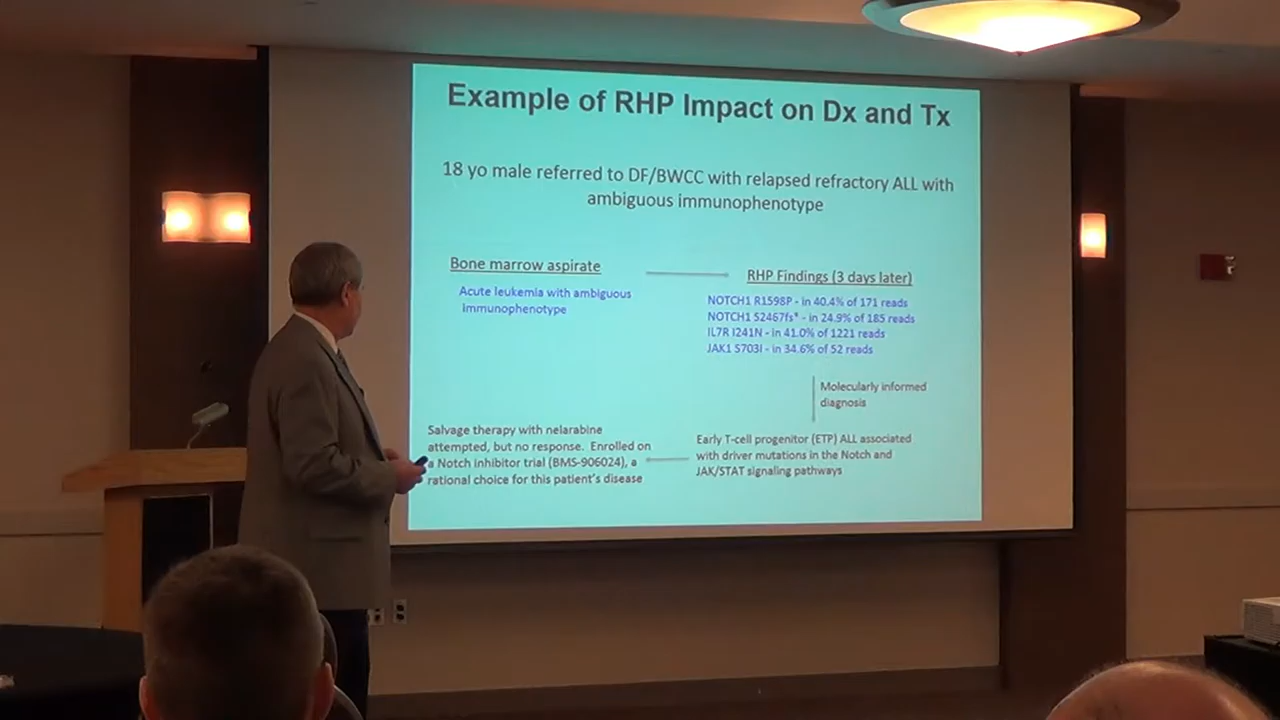 Example of RHP Impact on Dx and Tx
18 yo male referred to DF/BWCC with relapsed refractory ALL with
ambiguous immunophenotype
Bone marrow aspirate
Acute leukemia with ambiguous
Immunophenotype
RHP Findings (3 days later)
NOTCH1 R1598P - in 40.4% of 171 reads
NOTCH1 S2467fs* - in 24.9% of 185 reads
IL7R I241N - in 41.0% of 1221 reads
JAK1 S703I - in 34.6% of 52 reads
Molecularly informed
diagnosis
Early T-cell progenitor (ETP) ALL associated
with driver mutations in the Notch and
JAK/STAT signaling pathways
Salvage therapy with nelarabine
attempted, but no response. Enrolled on
a Notch inhibitor trial (BMS-906024), a
rational choice for this patient's disease